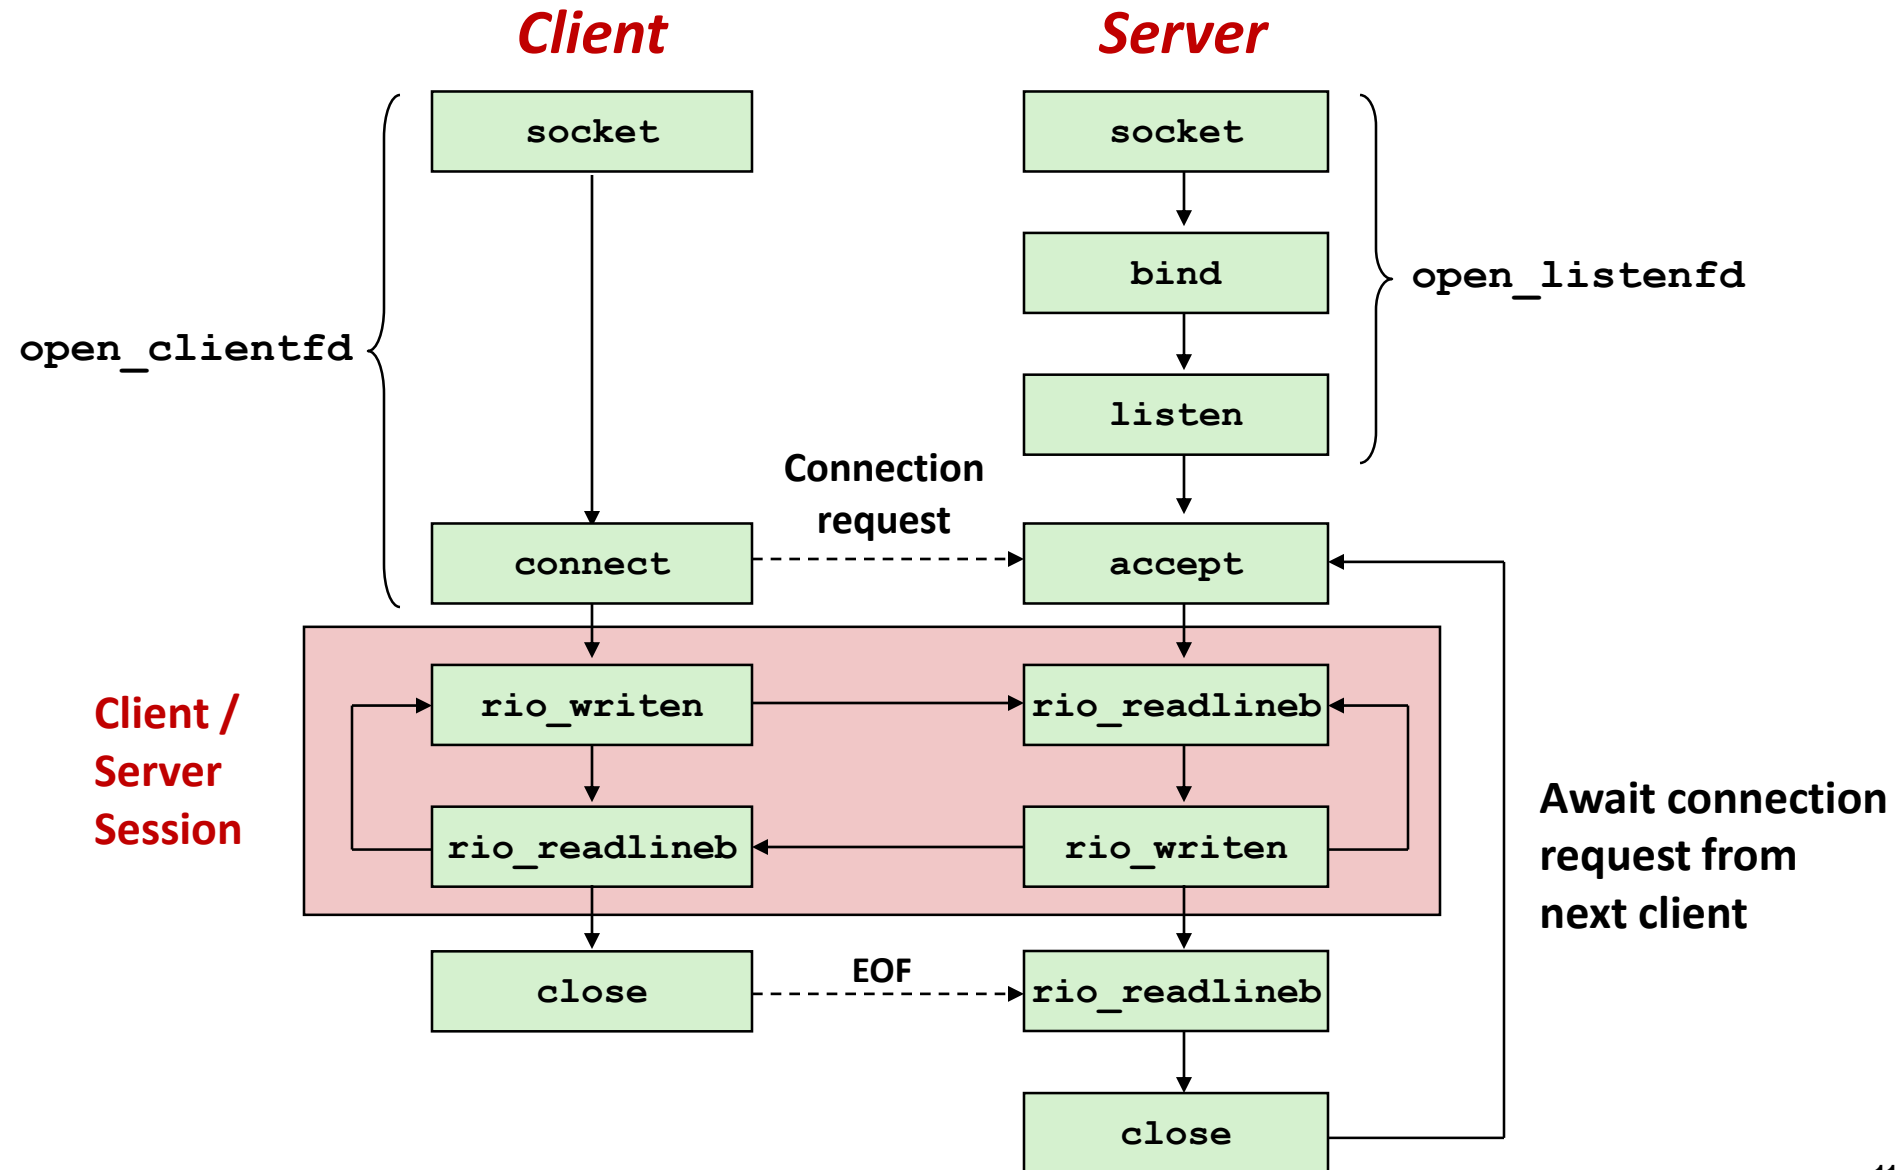 Client
Server
socket
socket
bind
open_listenfd
open_clientfd
listen
Connection
request
connect
accept
Client /
Server
Session
rio_writen
rio_readlineb
rio_readlineb
rio_writen
Await connection
request from
next client
close
EOF
rio_readlineb
close